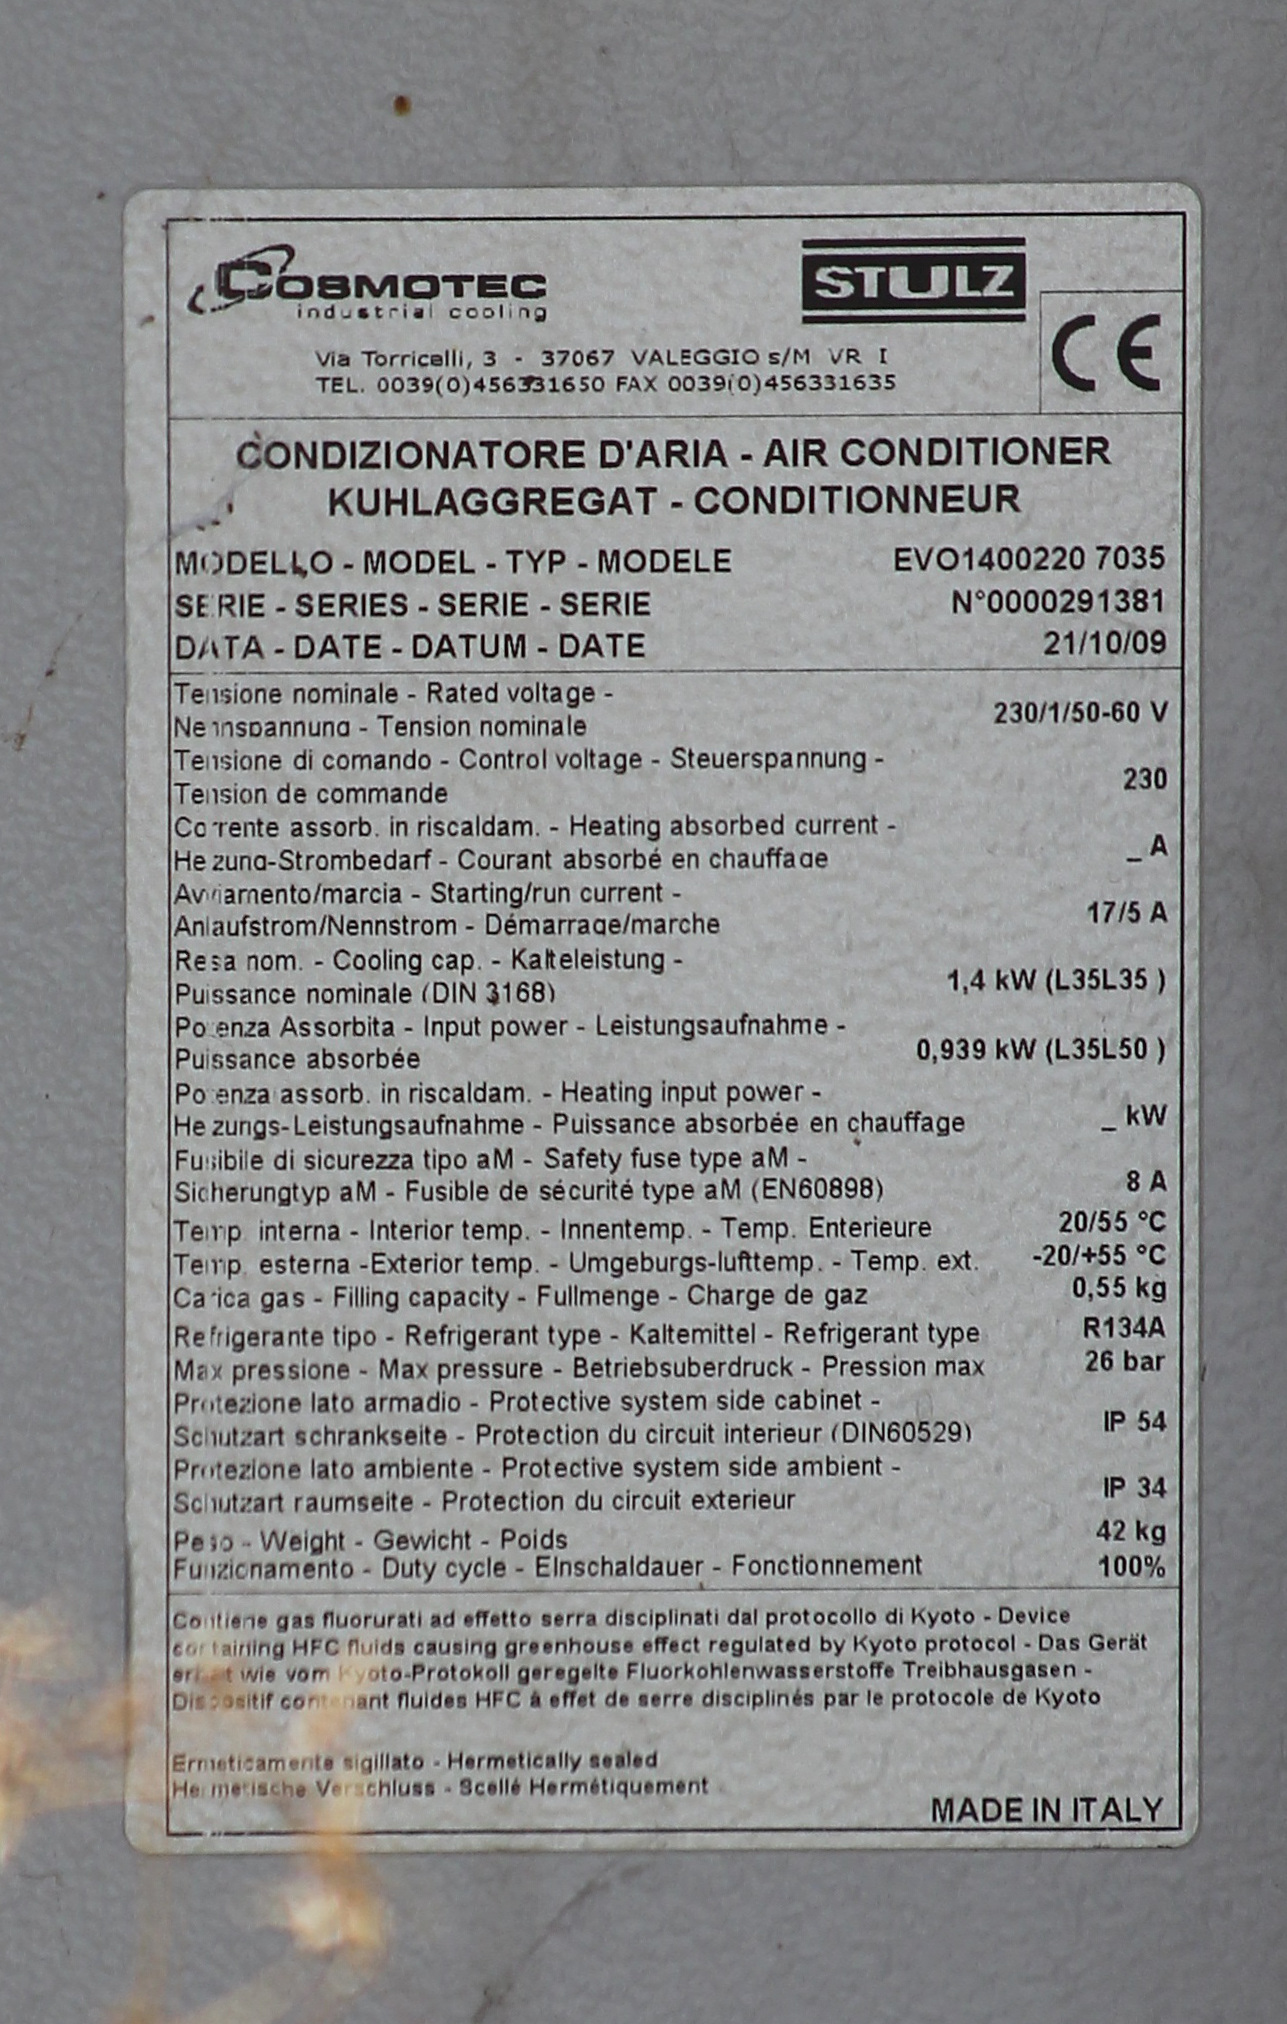 COSMOTEC
industrial cooling
STULZ
CE
Via Torricelli, 3 - 37067 VALEGGIO s/M VR I
TEL. 0039(0)456331650 FAX 0039(0)456331635
CONDIZIONATORE D'ARIA - AIR CONDITIONER
KUHLAGGREGAT - CONDITIONNEUR
MODELLO - MODEL - TYP - MODELE EVO1400220 7035
SERIE - SERIES - SERIE - SERIE N°0000291381
DATA - DATE - DATUM - DATE 21/10/09
Tensione nominale - Rated voltage -
Nennspannung - Tension nominale 230/1/50-60 V
Tensione di comando - Control voltage - Steuerspannung -
Tension de commande 230
Corrente assorb. in riscaldam. - Heating absorbed current -
Heizung-Strombedarf - Courant absorbé en chauffage _ A
Avviamento/marcia - Starting/run current -
Anlaufstrom/Nennstrom - Démarrage/marche 17/5 A
Resa nom. - Cooling cap. - Kalteleistung -
Puissance nominale (DIN 3168) 1,4 kW (L35L35 )
Potenza Assorbita - Input power - Leistungsaufnahme -
Puissance absorbée 0,939 kW (L35L50 )
Potenza assorb. in riscaldam. - Heating input power -
Heizungs-Leistungsaufnahme - Puissance absorbée en chauffage _ kW
Fusibile di sicurezza tipo aM - Safety fuse type aM -
Sicherungtyp aM - Fusible de sécurité type aM (EN60898) 8 A
Temp. interna - Interior temp. - Innentemp. - Temp. Enterieure 20/55 °C
Temp. esterna -Exterior temp. - Umgeburgs-lufttemp. - Temp. ext. -20/+55 °C
Carica gas - Filling capacity - Fullmenge - Charge de gaz 0,55 kg
Refrigerante tipo - Refrigerant type - Kaltemittel - Refrigerant type R134A
Max pressione - Max pressure - Betriebsuberdruck - Pression max 26 bar
Protezione lato armadio - Protective system side cabinet -
Schutzart schrankseite - Protection du circuit interieur (DIN60529) IP 54
Protezione lato ambiente - Protective system side ambient -
Schutzart raumseite - Protection du circuit exterieur IP 34
Peso - Weight - Gewicht - Poids 42 kg
Funzionamento - Duty cycle - EInschaldauer - Fonctionnement 100%
Contiene gas fluorurati ad effetto serra disciplinati dal protocollo di Kyoto - Device
containing HFC fluids causing greenhouse effect regulated by Kyoto protocol - Das Gerät
enthaet wie vom Kyoto-Protokoll geregelte Fluorkohlenwasserstoffe Treibhausgasen -
Dispositif contenant fluides HFC à effet de serre disciplinés par le protocole de Kyoto
Ermeticamente sigillato - Hermetically sealed
Hermetische Verschluss - Scellé Hermétiquement
MADE IN ITALY